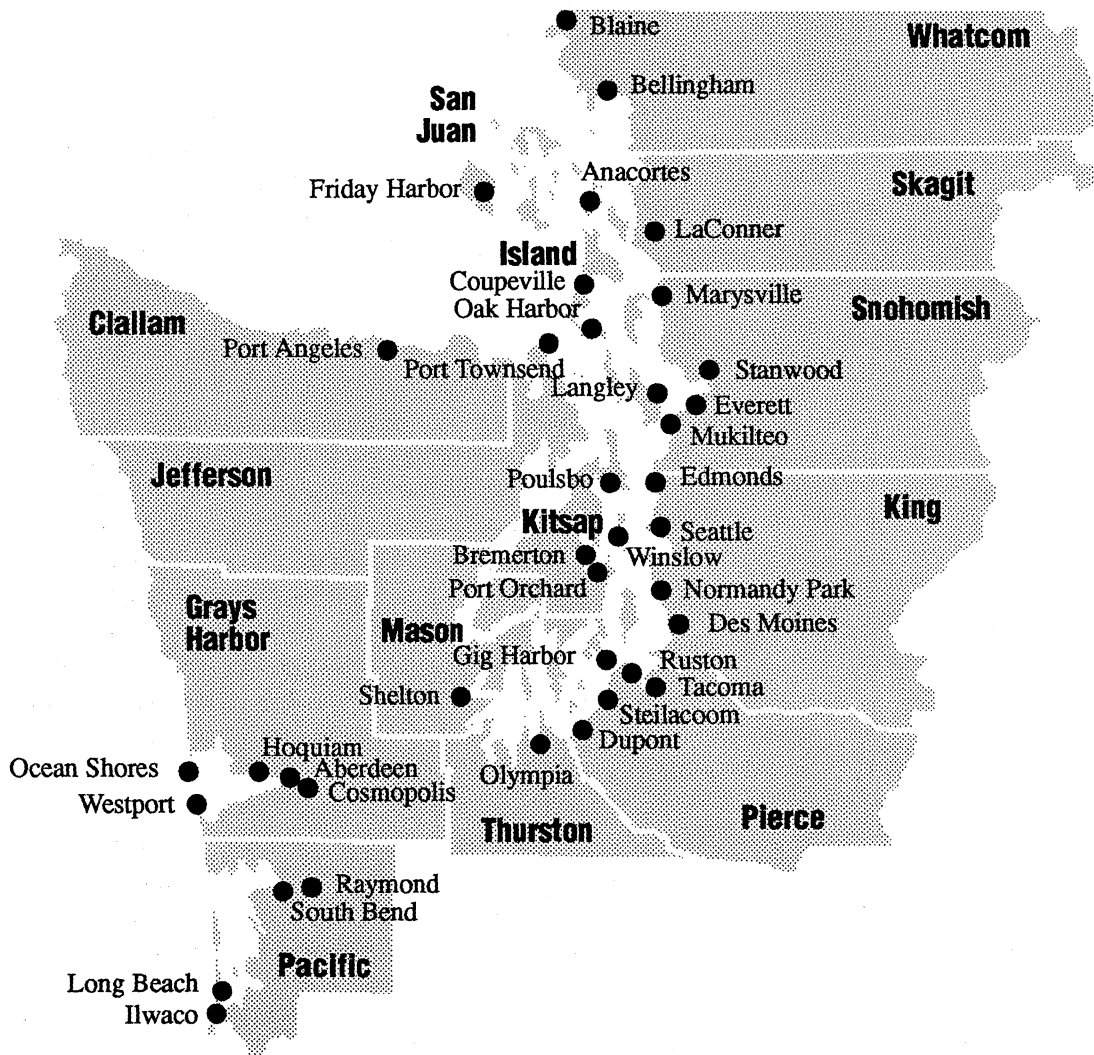 Blaine
Whatcom
Bellingham
San
Juan
Anacortes
Skagit
Friday Harbor
LaConner
Island
Coupeville
Marysville
Oak Harbor
Snohomish
Clallam
Port Angeles
Port Townsend
Stanwood
Langley
Everett
Mukilteo
Jefferson
Poulsbo
Edmonds
King
Kitsap
Seattle
Bremerton
Winslow
Port Orchard
Normandy Park
Grays
Harbor
Mason
Des Moines
Gig Harbor
Ruston
Shelton
Tacoma
Steilacoom
Dupont
Hoquiam
Ocean Shores
Aberdeen
Olympia
Cosmopolis
Westport
Thurston
Pierce
Raymond
South Bend
Pacific
Long Beach
Ilwaco